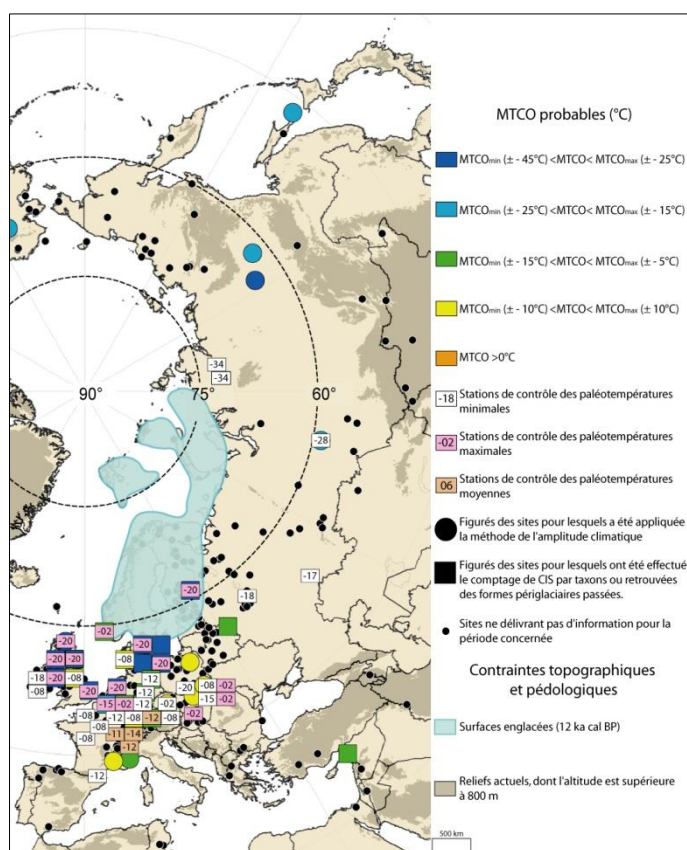 MTCO probables (°C)
MTCOmin (± - 45°C) <MTCO< MTCOmax (± - 25°C)
MTCOmin (± - 25°C) <MTCO< MTCOmax (± - 15°C)
MTCOmin (± - 15°C) <MTCO< MTCOmax (± - 5°C)
MTCOmin (± - 10°C) <MTCO< MTCOmax (± 10°C)
MTCO >0°C
-18 Stations de contrôle des paléotempératures
minimales
-02 Stations de contrôle des paléotempératures
maximales
06 Stations de contrôle des paléotempératures
moyennes
Figurés des sites pour lesquels a été appliquée
la méthode de l'amplitude climatique
Figurés des sites pour lesquels ont été effectué
le comptage de CIS par taxons ou retrouvées
des formes périglaciaires passées.
Sites ne délivrant pas d'information pour la
période concernée
Contraintes topographiques
et pédologiques
Surfaces englacées (12 ka cal BP)
Reliefs actuels, dont l'altitude est supérieure
à 800 m
500 km
-34
-34
90° 75° 60°
-28
-17
-20 -18
-02
-20 -20
-20 -20 -08 -20
-18 -20 -08 -12 -20 -08 -02
-08 -20 -20 -12 -15 -02
-15 -02 -12 -02
-08 -12 -08 -12 -08 -02
-08
-08 11 -14
-12
-12